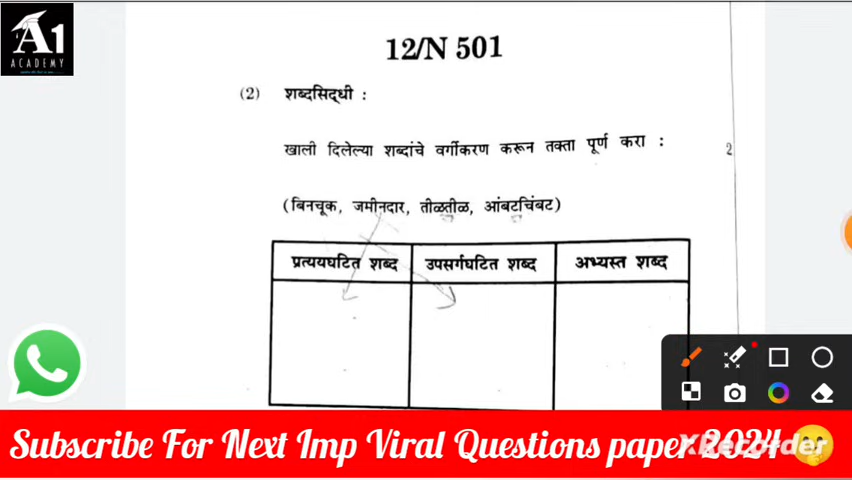 A1
ACADEMY
12/N 501
(2) शब्दसिद्धी :
खाली दिलेल्या शब्दांचे वर्गीकरण करून तक्ता पूर्ण करा : 2
(बिनचूक, जमीनदार, तीळतीळ, आंबटचिंबट)
प्रत्ययघटित शब्द उपसर्गघटित शब्द अभ्यस्त शब्द
Subscribe For Next Imp Viral Questions paper 2024
XRecorder